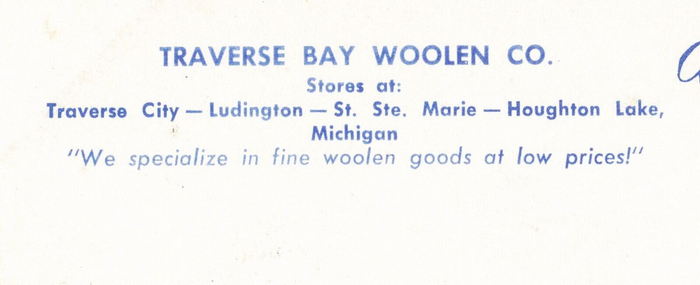 TRAVERSE BAY WOOLEN CO.
Stores at:
Traverse City — Ludington — St. Ste. Marie — Houghton Lake,
Michigan
"We specialize in fine woolen goods at low prices!"